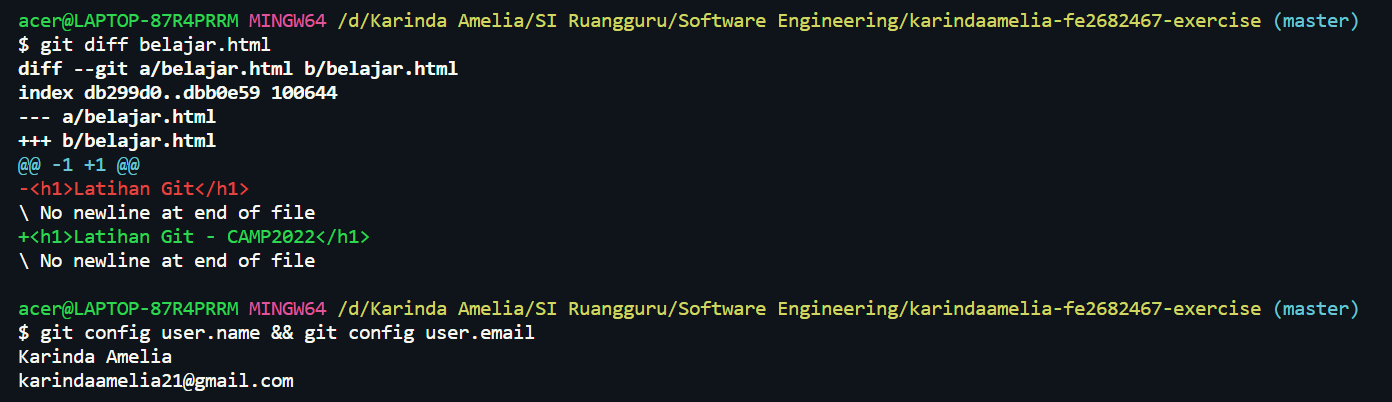 acer@LAPTOP-87R4PRRM MINGW64 /d/Karinda Amelia/SI Ruangguru/Software Engineering/karindaamelia-fe2682467-exercise (master)
$ git diff belajar.html
diff --git a/belajar.html b/belajar.html
index db299d0..dbb0e59 100644
--- a/belajar.html
+++ b/belajar.html
@@ -1 +1 @@
-<h1>Latihan Git</h1>
\ No newline at end of file
+<h1>Latihan Git - CAMP2022</h1>
\ No newline at end of file
acer@LAPTOP-87R4PRRM MINGW64 /d/Karinda Amelia/SI Ruangguru/Software Engineering/karindaamelia-fe2682467-exercise (master)
$ git config user.name && git config user.email
Karinda Amelia
karindaamelia21@gmail.com